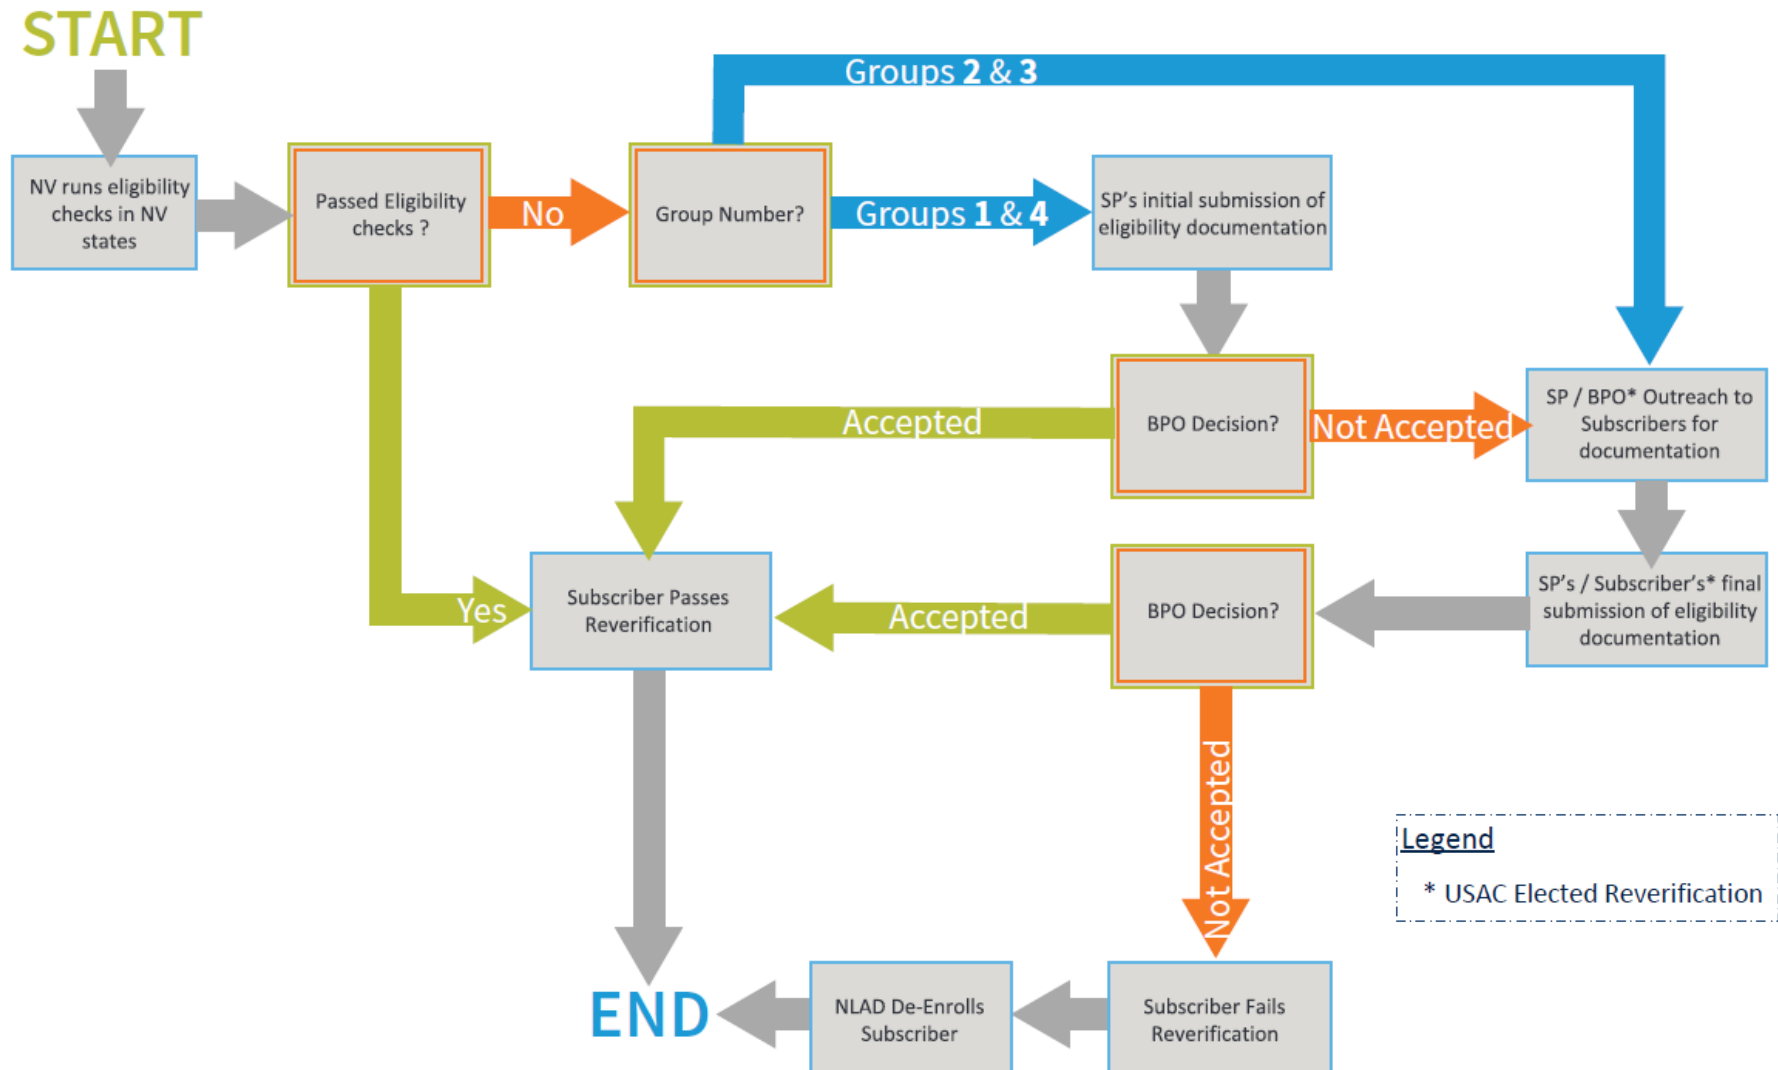 START
Groups 2 & 3
NV runs eligibility
checks in NV
states
Passed Eligibility
checks ?
No
Group Number?
Groups 1 & 4
SP's initial submission of
eligibility documentation
Accepted
BPO Decision?
Not Accepted
SP / BPO* Outreach to
Subscribers for
documentation
Yes
Subscriber Passes
Reverification
Accepted
BPO Decision?
SP's / Subscriber's* final
submission of eligibility
documentation
Not Accepted
Legend
* USAC Elected Reverification
END
NLAD De-Enrolls
Subscriber
Subscriber Fails
Reverification